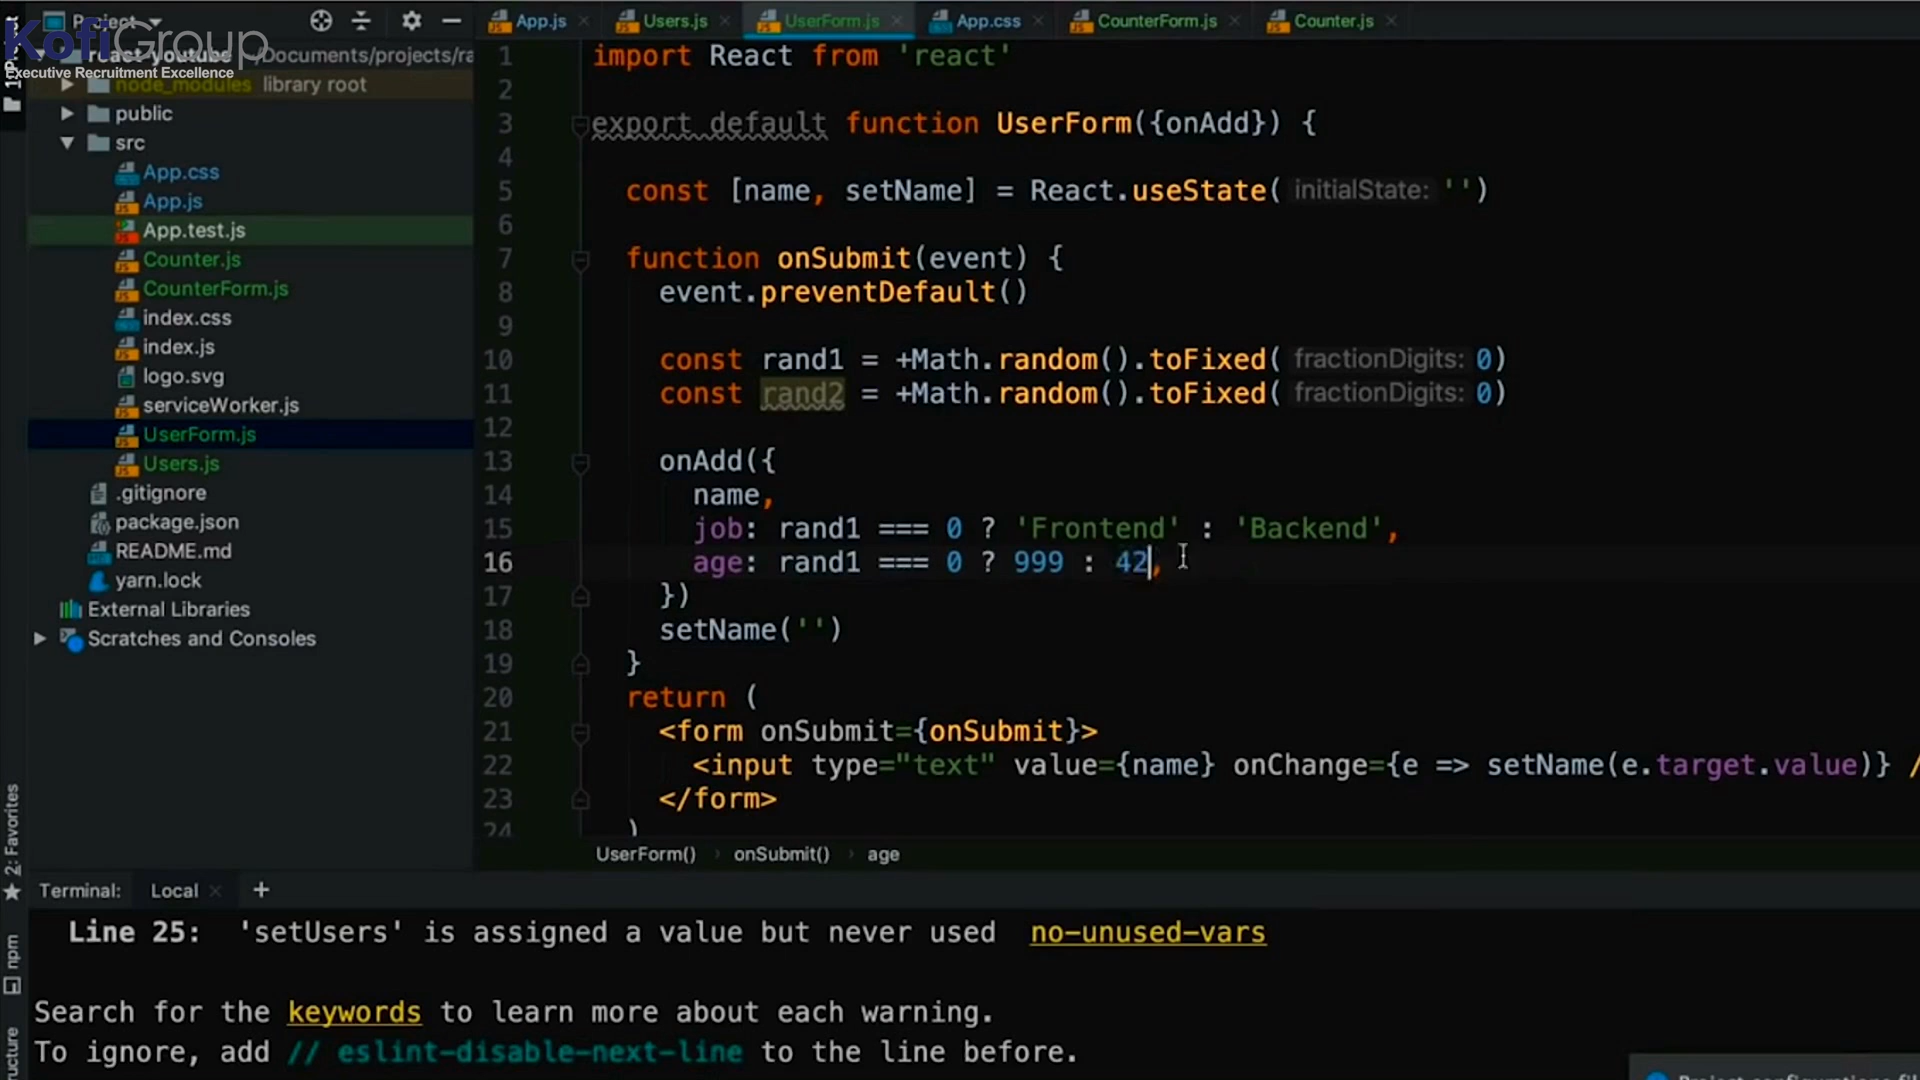 Project
App.js
Users.js
UserForm.js
App.css
CounterForm.js
Counter.js
KofiGroup
Executive Recruitment Excellence
react-youtube ~/Documents/projects/ra
node_modules library root
public
src
App.css
App.js
App.test.js
Counter.js
CounterForm.js
index.css
index.js
logo.svg
serviceWorker.js
UserForm.js
Users.js
.gitignore
package.json
README.md
yarn.lock
External Libraries
Scratches and Consoles
1 import React from 'react'
2
3 export default function UserForm({onAdd}) {
4
5 const [name, setName] = React.useState( initialState: '')
6
7 function onSubmit(event) {
8 event.preventDefault()
9
10 const rand1 = +Math.random().toFixed( fractionDigits: 0)
11 const rand2 = +Math.random().toFixed( fractionDigits: 0)
12
13 onAdd({
14 name,
15 job: rand1 === 0 ? 'Frontend' : 'Backend',
16 age: rand1 === 0 ? 999 : 42,
17 })
18 setName('')
19 }
20 return (
21 <form onSubmit={onSubmit}>
22 <input type="text" value={name} onChange={e => setName(e.target.value)} /
23 </form>
24 )
UserForm() onSubmit() age
2: Favorites
npm
Terminal: Local +
Line 25: 'setUsers' is assigned a value but never used no-unused-vars
Search for the keywords to learn more about each warning.
To ignore, add // eslint-disable-next-line to the line before.